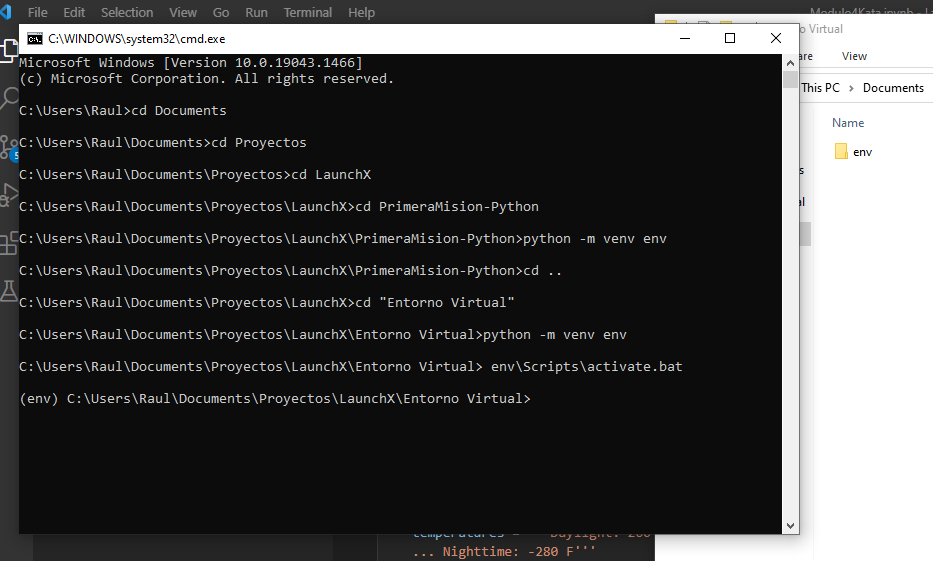 File Edit Selection View Go Run Terminal Help
C:\WINDOWS\system32\cmd.exe
Microsoft Windows [Version 10.0.19043.1466]
(c) Microsoft Corporation. All rights reserved.
C:\Users\Raul>cd Documents
C:\Users\Raul\Documents>cd Proyectos
C:\Users\Raul\Documents\Proyectos>cd LaunchX
C:\Users\Raul\Documents\Proyectos\LaunchX>cd PrimeraMision-Python
C:\Users\Raul\Documents\Proyectos\LaunchX\PrimeraMision-Python>python -m venv env
C:\Users\Raul\Documents\Proyectos\LaunchX\PrimeraMision-Python>cd ..
C:\Users\Raul\Documents\Proyectos\LaunchX>cd "Entorno Virtual"
C:\Users\Raul\Documents\Proyectos\LaunchX\Entorno Virtual>python -m venv env
C:\Users\Raul\Documents\Proyectos\LaunchX\Entorno Virtual> env\Scripts\activate.bat
(env) C:\Users\Raul\Documents\Proyectos\LaunchX\Entorno Virtual>
Virtual
View
This PC > Documents
Name
env
... Nighttime: -280 F'''